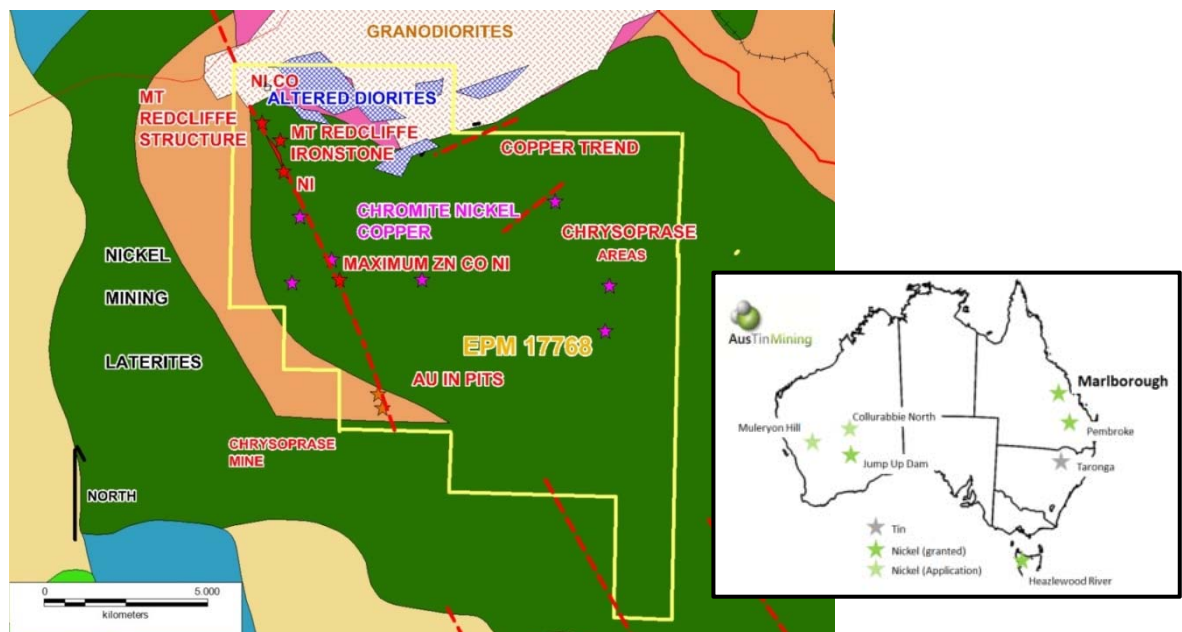 GRANODIORITES
NI CO
ALTERED DIORITES
MT
REDCLIFFE
STRUCTURE
MT REDCLIFFE
IRONSTONE
COPPER TREND
NI
CHROMITE NICKEL
COPPER
CHRYSOPRASE
AREAS
NICKEL
MINING
LATERITES
MAXIMUM ZN CO NI
EPM 17768
AU IN PITS
CHRYSOPRASE
MINE
NORTH
0 5.000
kilometers
AusTinMining
Marlborough
Collurabbie North
Muleryon Hill
Pembroke
Jump Up Dam
Taronga
Tin
Nickel (granted)
Nickel (Application)
Heazlewood River